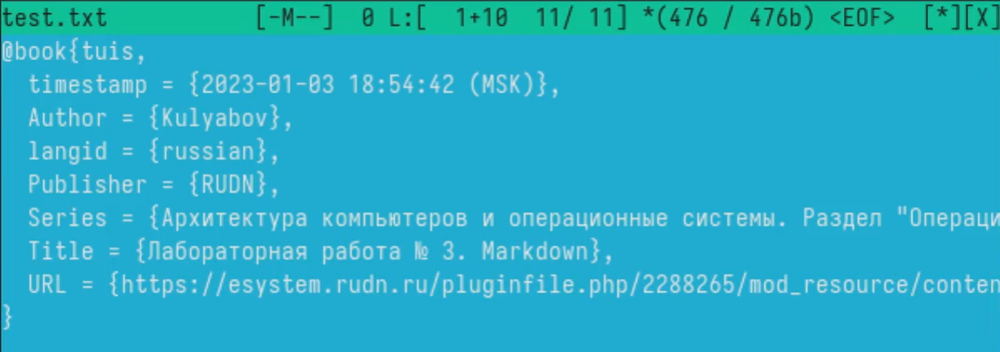 test.txt [-M--] 0 L:[ 1+10 11/ 11] *(476 / 476b) <EOF> [*][X]
@book{tuis,
timestamp = {2023-01-03 18:54:42 (MSK)},
Author = {Kulyabov},
langid = {russian},
Publisher = {RUDN},
Series = {Архитектура компьютеров и операционные системы. Раздел "Операци
Title = {Лабораторная работа № 3. Markdown},
URL = {https://esystem.rudn.ru/pluginfile.php/2288265/mod_resource/conten
}